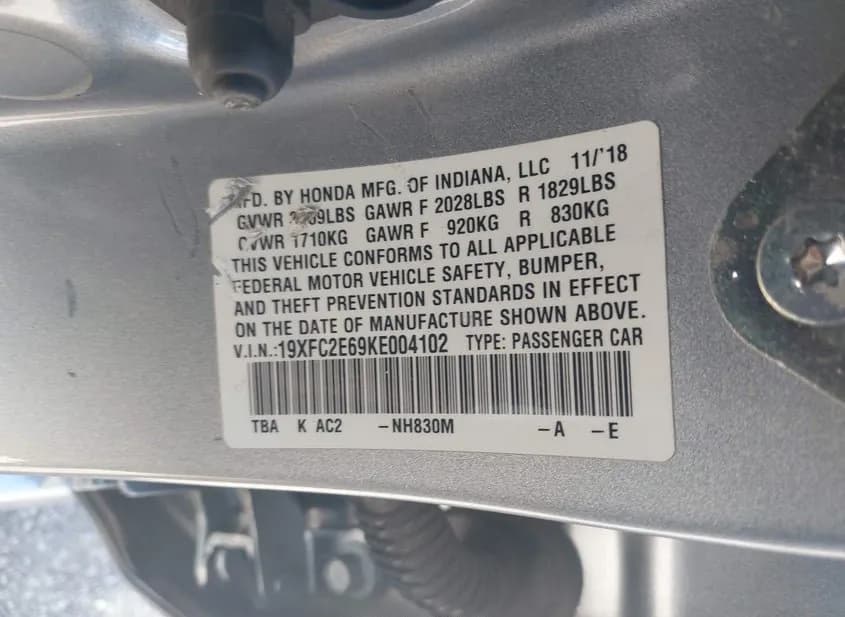 MFD. BY HONDA MFG. OF INDIANA, LLC 11/'18
GVWR LBS GAWR F 2028LBS R 1829LBS
GVWR 1710KG GAWR F 920KG R 830KG
THIS VEHICLE CONFORMS TO ALL APPLICABLE
FEDERAL MOTOR VEHICLE SAFETY, BUMPER,
AND THEFT PREVENTION STANDARDS IN EFFECT
ON THE DATE OF MANUFACTURE SHOWN ABOVE.
V.I.N.:19XFC2E69KE004102 TYPE: PASSENGER CAR
TBA K AC2 -NH830M -A -E